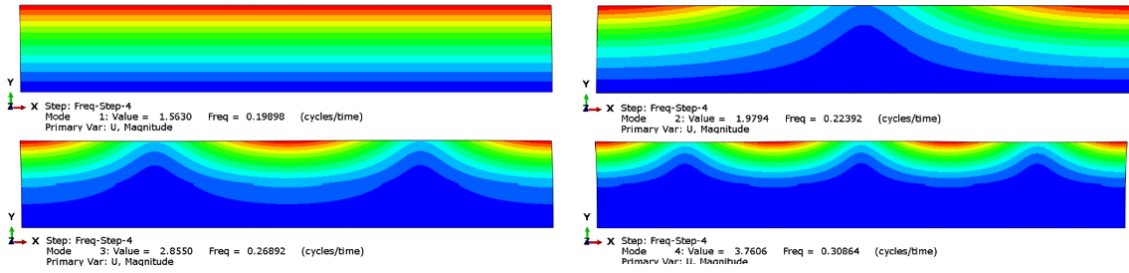 Y
Z X Step: Freq-Step-4
Mode 1: Value = 1.5630 Freq = 0.19898 (cycles/time)
Primary Var: U, Magnitude
Y
Z X Step: Freq-Step-4
Mode 2: Value = 1.9794 Freq = 0.22392 (cycles/time)
Primary Var: U, Magnitude
Y
Z X Step: Freq-Step-4
Mode 3: Value = 2.8550 Freq = 0.26892 (cycles/time)
Primary Var: U, Magnitude
Y
Z X Step: Freq-Step-4
Mode 4: Value = 3.7606 Freq = 0.30864 (cycles/time)
Primary Var: U, Magnitude